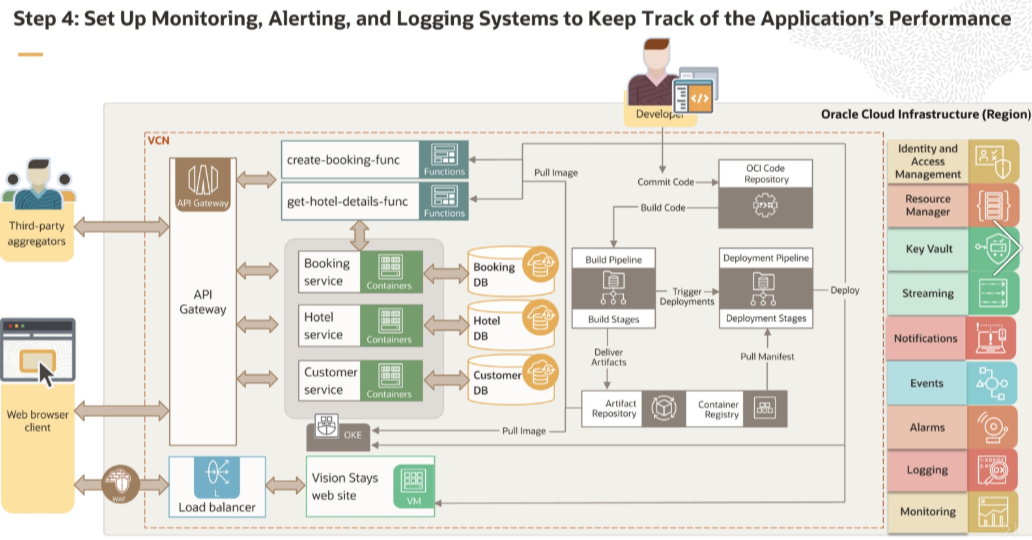 Step 4: Set Up Monitoring, Alerting, and Logging Systems to Keep Track of the Application's Performance
Developer
Oracle Cloud Infrastructure (Region)
VCN
API Gateway
create-booking-func
Functions
get-hotel-details-func
Functions
Pull Image
Commit Code
OCI Code
Repository
Build Code
Third-party
aggregators
API
Gateway
Booking
service
Containers
Booking
DB
Hotel
service
Containers
Hotel
DB
Customer
service
Containers
Customer
DB
OKE
Pull Image
Build Pipeline
Build Stages
Trigger
Deployments
Deployment Pipeline
Deployment Stages
Deploy
Deliver
Artifacts
Pull Manifest
Artifact
Repository
Container
Registry
Web browser
client
WAF
L
Load balancer
Vision Stays
web site
VM
Identity and
Access
Management
Resource
Manager
Key Vault
Streaming
Notifications
Events
Alarms
Logging
Monitoring